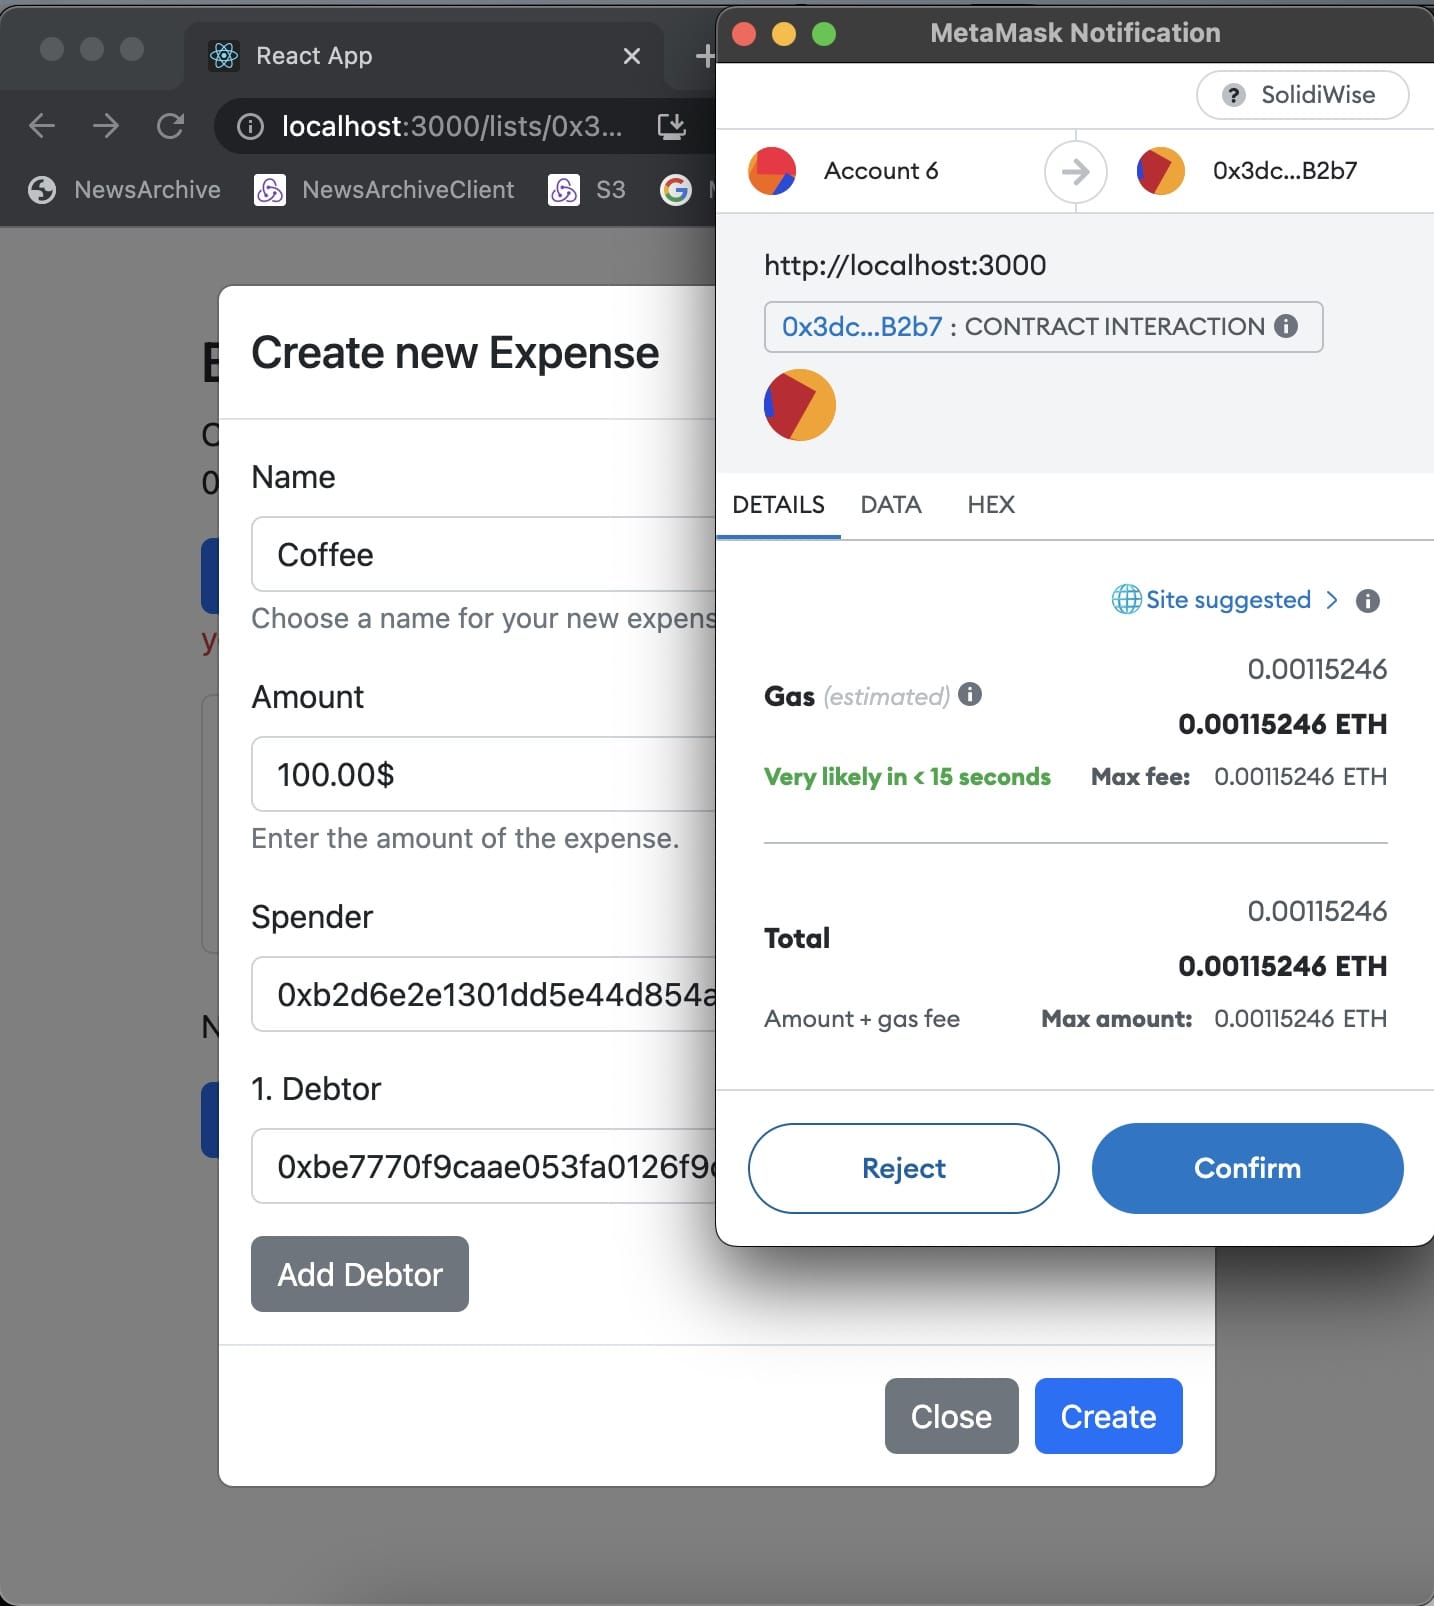 React App
localhost:3000/lists/0x3...
NewsArchive
NewsArchiveClient
S3
Create new Expense
Name
Coffee
Choose a name for your new expens
Amount
100.00$
Enter the amount of the expense.
Spender
0xb2d6e2e1301dd5e44d854a
1. Debtor
0xbe7770f9caae053fa0126f9
Add Debtor
Close
Create
MetaMask Notification
SolidiWise
Account 6
0x3dc...B2b7
http://localhost:3000
0x3dc...B2b7 : CONTRACT INTERACTION
DETAILS
DATA
HEX
Site suggested
0.00115246
Gas (estimated)
0.00115246 ETH
Very likely in < 15 seconds
Max fee: 0.00115246 ETH
0.00115246
Total
0.00115246 ETH
Amount + gas fee
Max amount: 0.00115246 ETH
Reject
Confirm